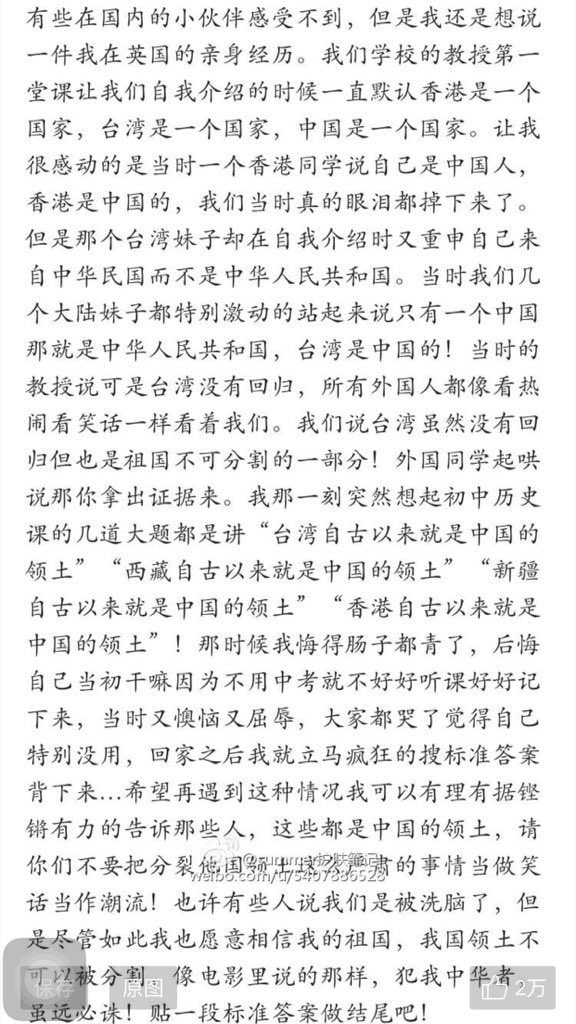 有些在国内的小伙伴感受不到，但是我还是想说
一件我在英国的亲身经历。我们学校的教授第一
堂课让我们自我介绍的时候一直默认香港是一个
国家，台湾是一个国家，中国是一个国家。让我
很感动的是当时一个香港同学说自己是中国人，
香港是中国的，我们当时真的眼泪都掉下来了。
但是那个台湾妹子却在自我介绍时又重申自己来
自中华民国而不是中华人民共和国。当时我们几
个大陆妹子都特别激动的站起来说只有一个中国
那就是中华人民共和国，台湾是中国的！当时的
教授说可是台湾没有回归，所有外国人都像看热
闹看笑话一样看着我们。我们说台湾虽然没有回
归但也是祖国不可分割的一部分！外国同学起哄
说那你拿出证据来。我那一刻突然想起初中历史
课的几道大题都是讲“台湾自古以来就是中国的
领土”“西藏自古以来就是中国的领土”“新疆
自古以来就是中国的领土”“香港自古以来就是
中国的领土”！那时候我悔得肠子都青了，后悔
自己当初干嘛因为不用中考就不好好听课好好记
下来，当时又懊恼又屈辱，大家都哭了觉得自己
特别没用，回家之后我就立马疯狂的搜标准答案
背下来...希望再遇到这种情况我可以有理有据铿
锵有力的告诉那些人，这些都是中国的领土，请
你们不要把分裂他国领土这么严肃的事情当做笑
weibo.com/u/5407886528
话当作潮流！也许有些人说我们是被洗脑了，但
是尽管如此我也愿意相信我的祖国，我国领土不
可以被分割，像电影里说的那样，犯我中华者，
保存 原图 2万
虽远必诛！贴一段标准答案做结尾吧！